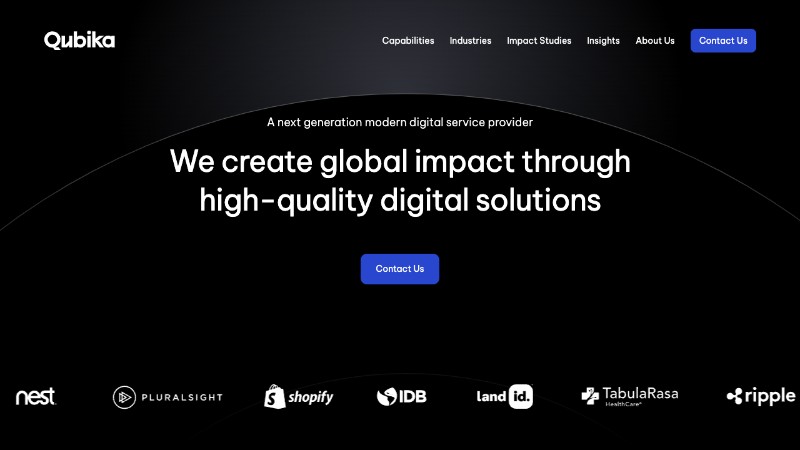 Qubika
Capabilities Industries Impact Studies Insights About Us Contact Us
A next generation modern digital service provider
We create global impact through
high-quality digital solutions
Contact Us
nest PLURALSIGHT shopify IDB land id. TabulaRasa ripple
HealthCare